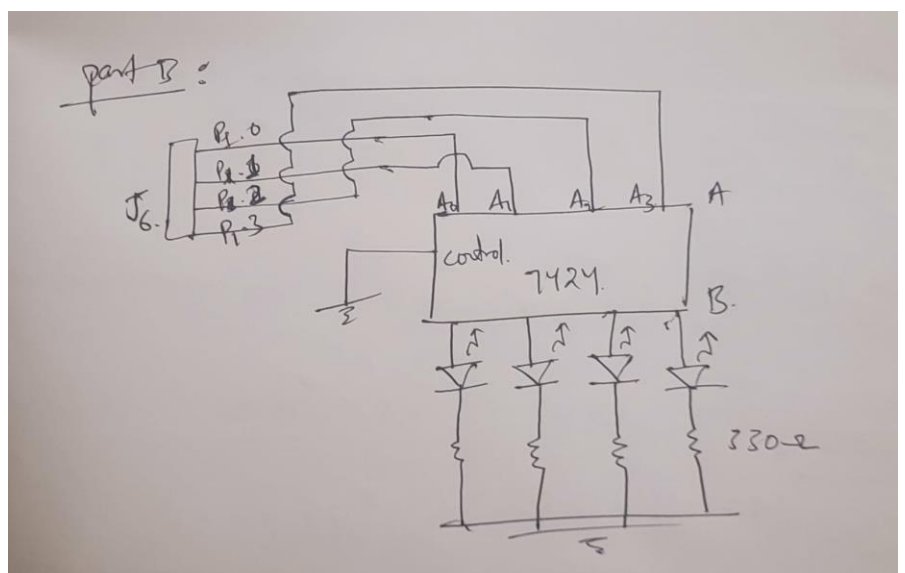 part B :
P1.0
P1.1
P1.2
P1.3
J6.
A0 A1 A2 A3 A
control.
7424.
B.
330Ω